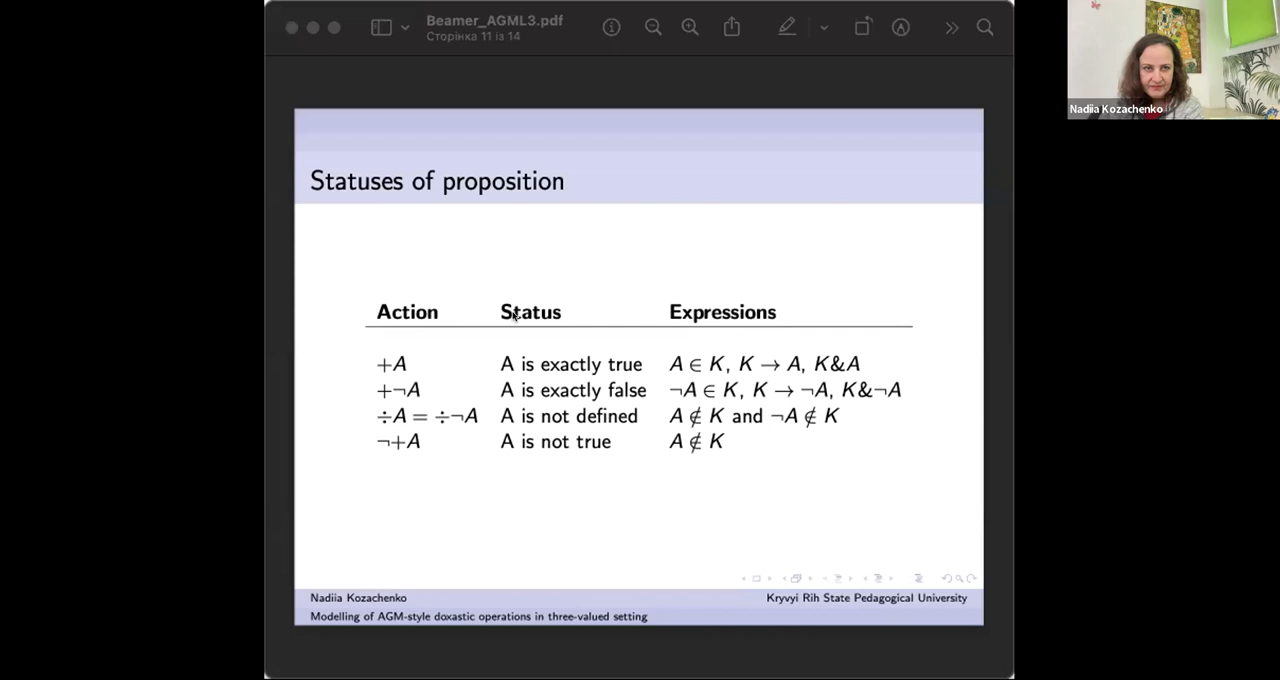 Beamer_AGML3.pdf
Сторінка 11 із 14
Nadiia Kozachenko
Statuses of proposition
Action Status Expressions
+A A is exactly true A ∈ K, K → A, K&A
+¬A A is exactly false ¬A ∈ K, K → ¬A, K&¬A
÷A = ÷¬A A is not defined A ∉ K and ¬A ∉ K
¬+A A is not true A ∉ K
Nadiia Kozachenko Kryvyi Rih State Pedagogical University
Modelling of AGM-style doxastic operations in three-valued setting